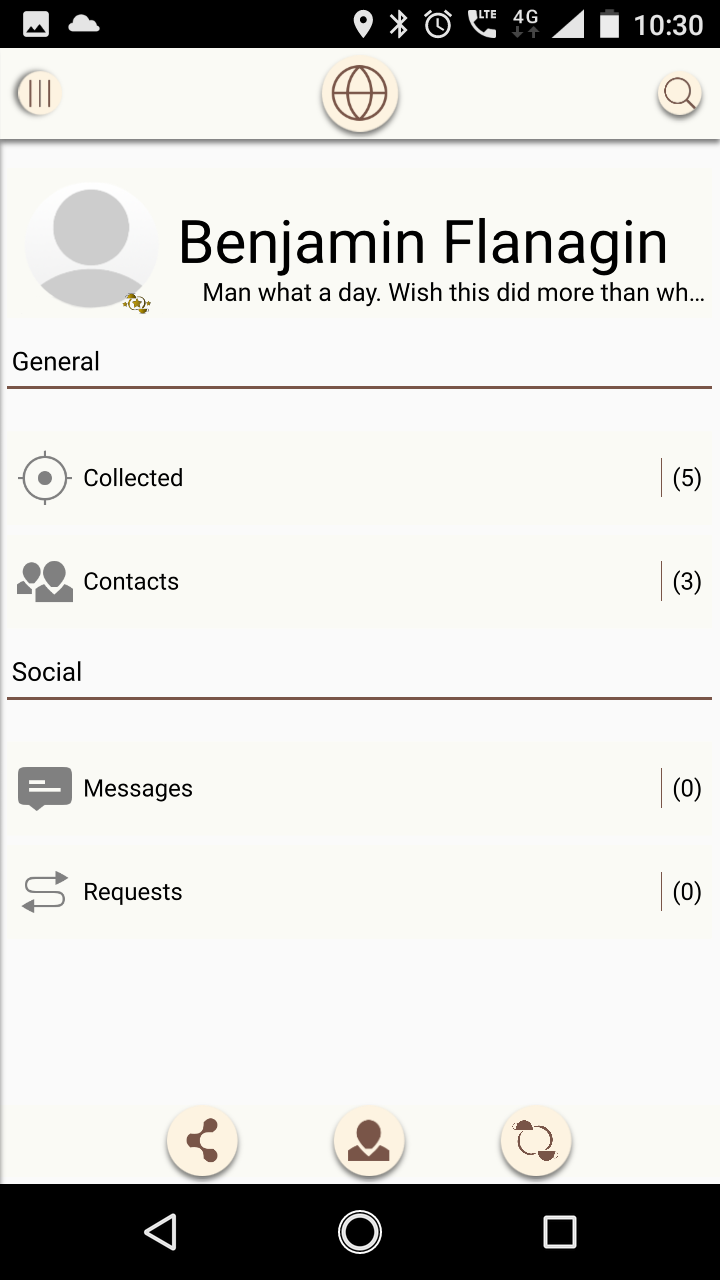 LTE 4G 10:30
Benjamin Flanagin
Man what a day. Wish this did more than wh...
General
Collected (5)
Contacts (3)
Social
Messages (0)
Requests (0)